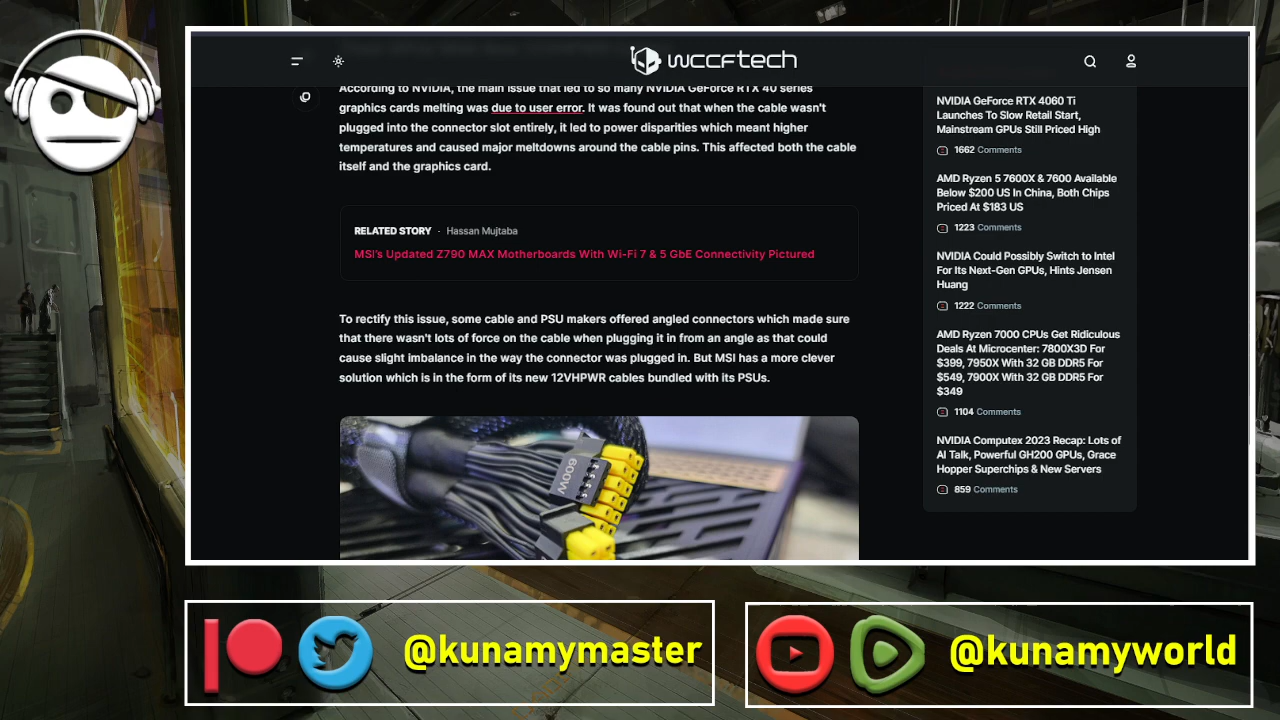 wccftech
According to NVIDIA, the main issue that led to so many NVIDIA GeForce RTX 40 series
graphics cards melting was due to user error. It was found out that when the cable wasn't
plugged into the connector slot entirely, it led to power disparities which meant higher
temperatures and caused major meltdowns around the cable pins. This affected both the cable
itself and the graphics card.
RELATED STORY · Hassan Mujtaba
MSI's Updated Z790 MAX Motherboards With Wi-Fi 7 & 5 GbE Connectivity Pictured
To rectify this issue, some cable and PSU makers offered angled connectors which made sure
that there wasn't lots of force on the cable when plugging it in from an angle as that could
cause slight imbalance in the way the connector was plugged in. But MSI has a more clever
solution which is in the form of its new 12VHPWR cables bundled with its PSUs.
600W
NVIDIA GeForce RTX 4060 Ti
Launches To Slow Retail Start,
Mainstream GPUs Still Priced High
1662 Comments
AMD Ryzen 5 7600X & 7600 Available
Below $200 US In China, Both Chips
Priced At $183 US
1223 Comments
NVIDIA Could Possibly Switch to Intel
For Its Next-Gen GPUs, Hints Jensen
Huang
1222 Comments
AMD Ryzen 7000 CPUs Get Ridiculous
Deals At Microcenter: 7800X3D For
$399, 7950X With 32 GB DDR5 For
$549, 7900X With 32 GB DDR5 For
$349
1104 Comments
NVIDIA Computex 2023 Recap: Lots of
AI Talk, Powerful GH200 GPUs, Grace
Hopper Superchips & New Servers
859 Comments
@kunamymaster
@kunamyworld